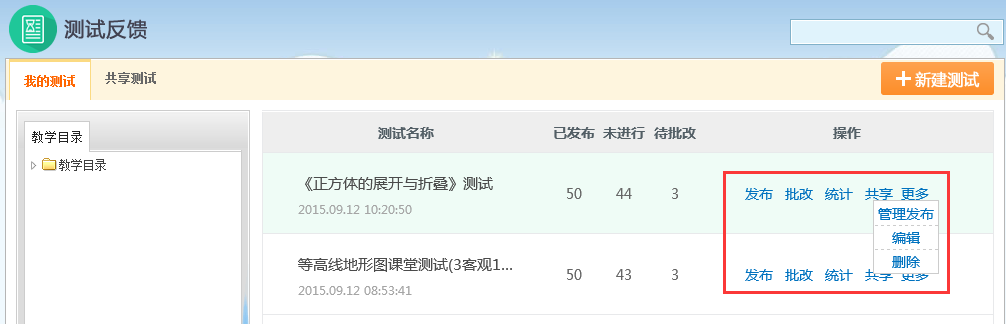 测试反馈
我的测试 共享测试 新建测试
教学目录
教学目录
测试名称 已发布 未进行 待批改 操作
《正方体的展开与折叠》测试 50 44 3 发布 批改 统计 共享 更多
2015.09.12 10:20:50
管理发布
编辑
删除
等高线地形图课堂测试(3客观1... 50 43 3 发布 批改 统计 共享 更多
2015.09.12 08:53:41